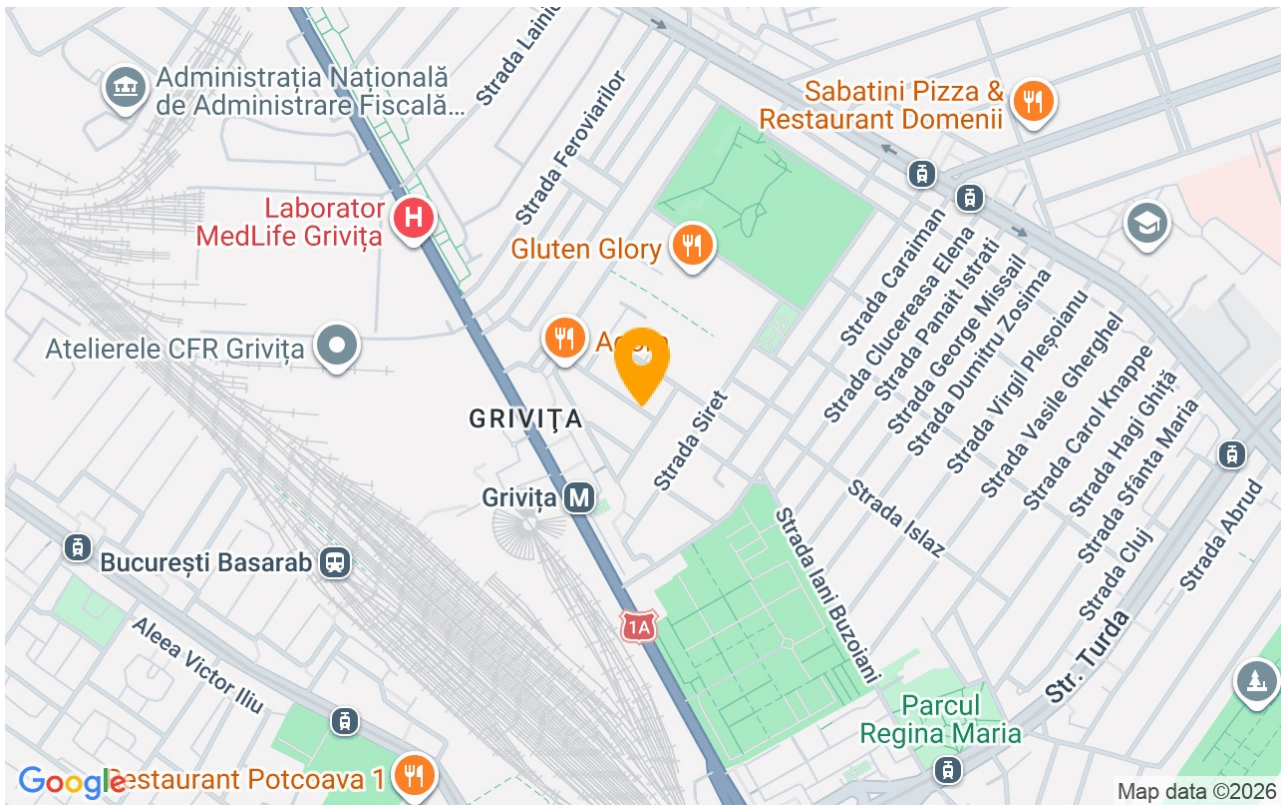 Strada Lainici
Administrația Națională
de Administrare Fiscală...
Strada Feroviarilor
Sabatini Pizza &
Restaurant Domenii
Laborator
MedLife Grivița
H
Gluten Glory
Strada Caraiman
Strada Clucereasa Elena
Strada Panait Istrati
Strada George Missail
Strada Dumitru Zosima
Strada Virgil Pleșoianu
Strada Vasile Gherghel
Strada Carol Knappe
Strada Hagi Ghiță
Strada Sfânta Maria
Strada Cluj
Strada Abrud
Atelierele CFR Grivița
GRIVIȚA
Strada Siret
Grivița
M
Strada Islaz
București Basarab
Strada Iani Buzoiani
1A
Aleea Victor Iliu
Str. Turda
Parcul
Regina Maria
Restaurant Potcoava 1
Google
Map data ©2026